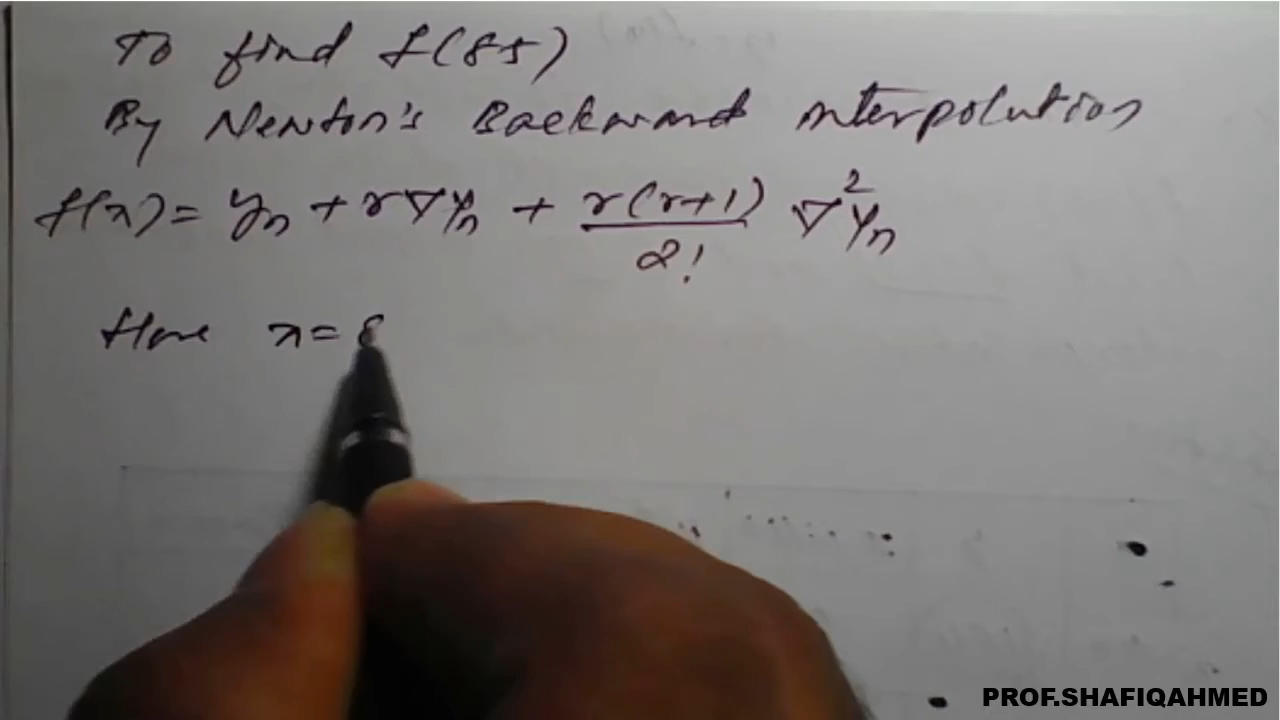 To find f(85)
By Newton's Backward interpolation
f(x) = yₙ + r∇yₙ + r(r+1)/2! ∇²yₙ
Here x = 8
PROF.SHAFIQAHMED